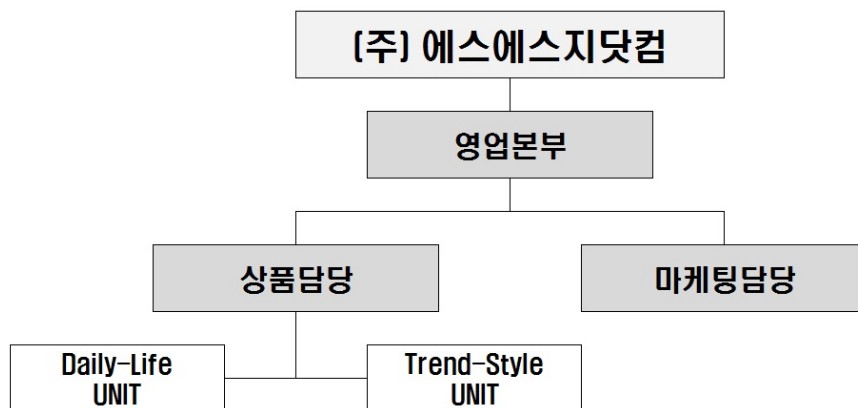 (주) 에스에스지닷컴
영업본부
상품담당
마케팅담당
Daily-Life
UNIT
Trend-Style
UNIT